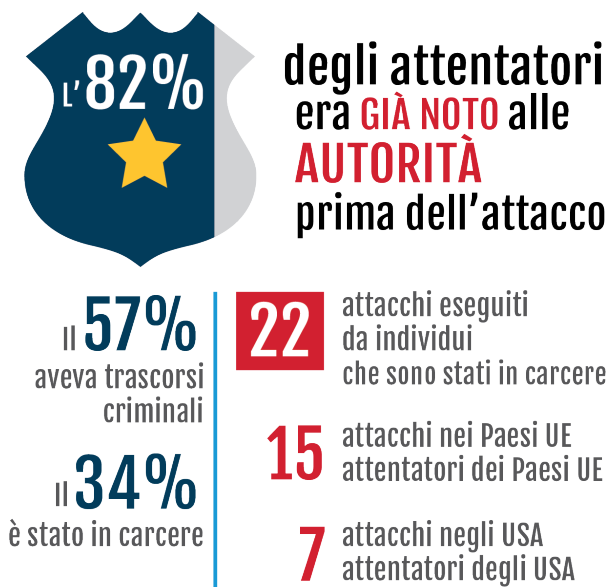 L'82%
degli attentatori
era GIÀ NOTO alle
AUTORITÀ
prima dell'attacco
Il 57%
aveva trascorsi
criminali
Il 34%
è stato in carcere
22
attacchi eseguiti
da individui
che sono stati in carcere
15
attacchi nei Paesi UE
attentatori dei Paesi UE
7
attacchi negli USA
attentatori degli USA